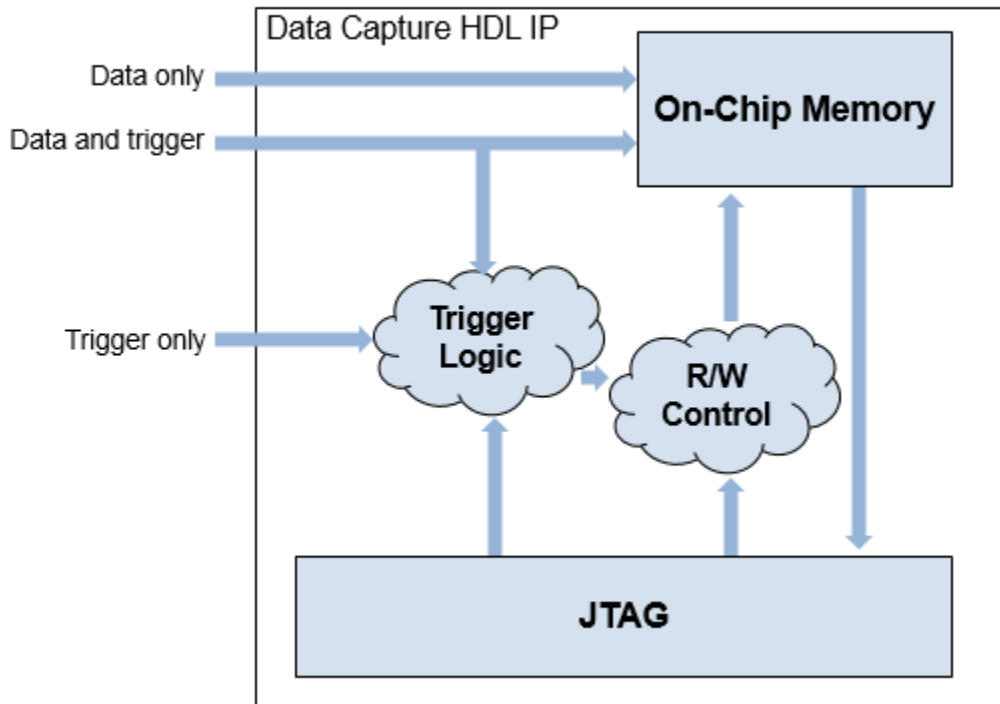 Data Capture HDL IP
Data only
On-Chip Memory
Data and trigger
Trigger only
Trigger
Logic
R/W
Control
JTAG